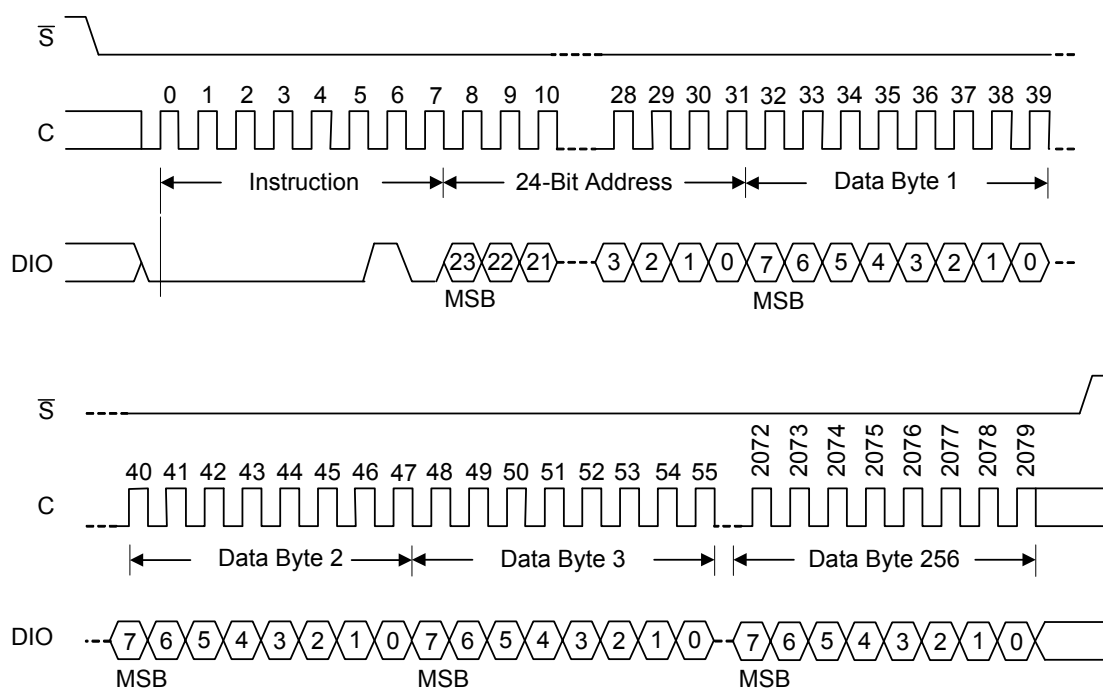 S
0 1 2 3 4 5 6 7 8 9 10 28 29 30 31 32 33 34 35 36 37 38 39
C
Instruction 24-Bit Address Data Byte 1
DIO 23 22 21 3 2 1 0 7 6 5 4 3 2 1 0
MSB MSB
S
2072 2073 2074 2075 2076 2077 2078 2079
40 41 42 43 44 45 46 47 48 49 50 51 52 53 54 55
C
Data Byte 2 Data Byte 3 Data Byte 256
DIO 7 6 5 4 3 2 1 0 7 6 5 4 3 2 1 0 7 6 5 4 3 2 1 0
MSB MSB MSB